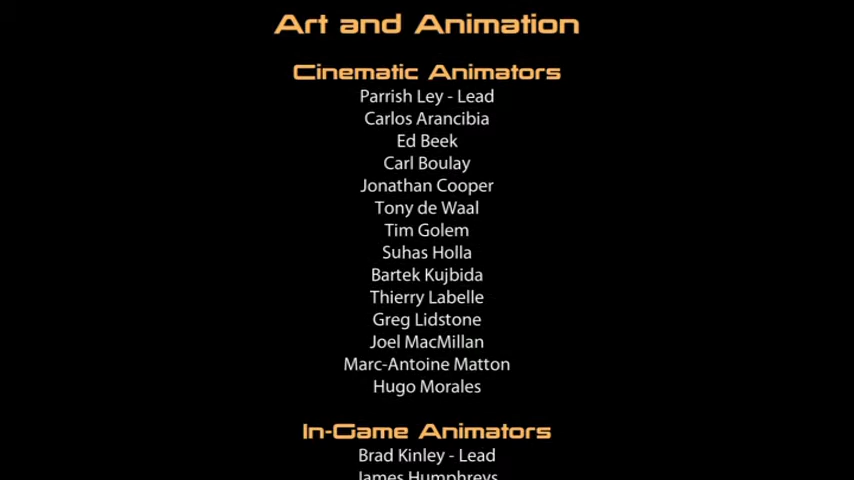 Art and Animation
Cinematic Animators
Parrish Ley - Lead
Carlos Arancibia
Ed Beek
Carl Boulay
Jonathan Cooper
Tony de Waal
Tim Golem
Suhas Holla
Bartek Kujbida
Thierry Labelle
Greg Lidstone
Joel MacMillan
Marc-Antoine Matton
Hugo Morales
In-Game Animators
Brad Kinley - Lead
James Humphreys